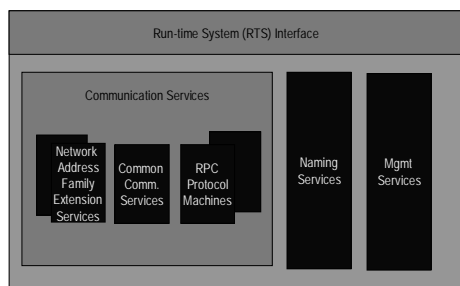 Run-time System (RTS) Interface
Communication Services
Network
Address
Family
Extension
Services
Common
Comm.
Services
RPC
Protocol
Machines
Naming
Services
Mgmt
Services